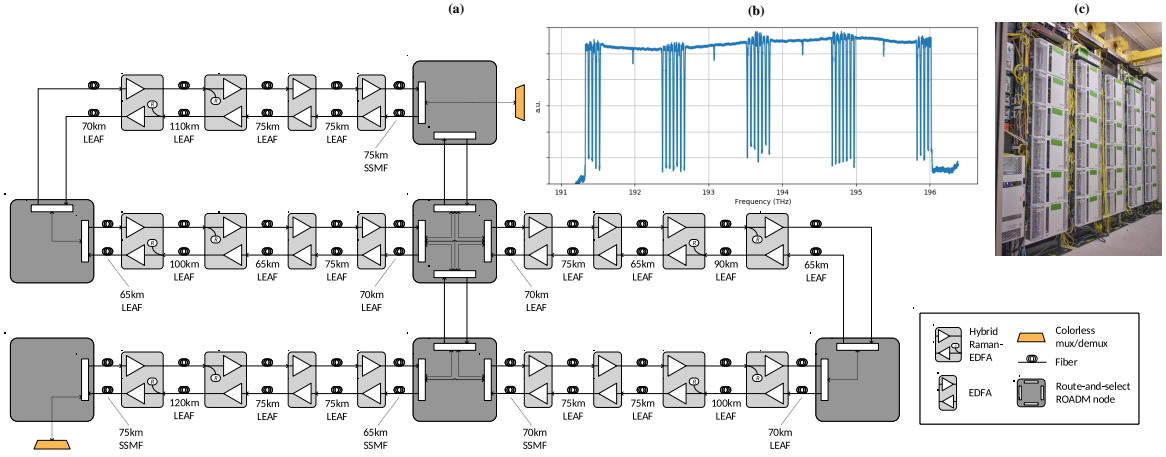 (a)
(b)
(c)
70km
LEAF
110km
LEAF
75km
LEAF
75km
LEAF
75km
SSMF
R
R
a.u.
191
192
193
194
195
196
Frequency (THz)
65km
LEAF
100km
LEAF
65km
LEAF
75km
LEAF
70km
LEAF
R
R
70km
LEAF
75km
LEAF
65km
LEAF
90km
LEAF
65km
LEAF
R
R
75km
SSMF
120km
LEAF
75km
LEAF
75km
LEAF
65km
SSMF
R
R
70km
SSMF
75km
LEAF
75km
LEAF
100km
LEAF
70km
LEAF
R
R
Hybrid
Raman-
EDFA
EDFA
Colorless
mux/demux
Fiber
Route-and-select
ROADM node